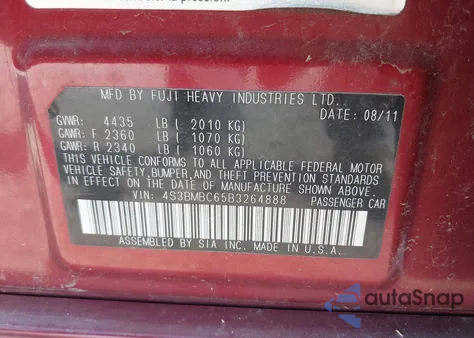 MFD BY FUJI HEAVY INDUSTRIES LTD.
DATE: 08/11
GVWR: 4435 LB ( 2010 KG)
GAWR: F 2360 LB ( 1070 KG)
GAWR: R 2340 LB ( 1060 KG)
THIS VEHICLE CONFORMS TO ALL APPLICABLE FEDERAL MOTOR
VEHICLE SAFETY, BUMPER, AND THEFT PREVENTION STANDARDS
IN EFFECT ON THE DATE OF MANUFACTURE SHOWN ABOVE.
VIN: 4S3BMBC65B3264888 PASSENGER CAR
ASSEMBLED BY SIA INC. MADE IN U.S.A.
autoSnap